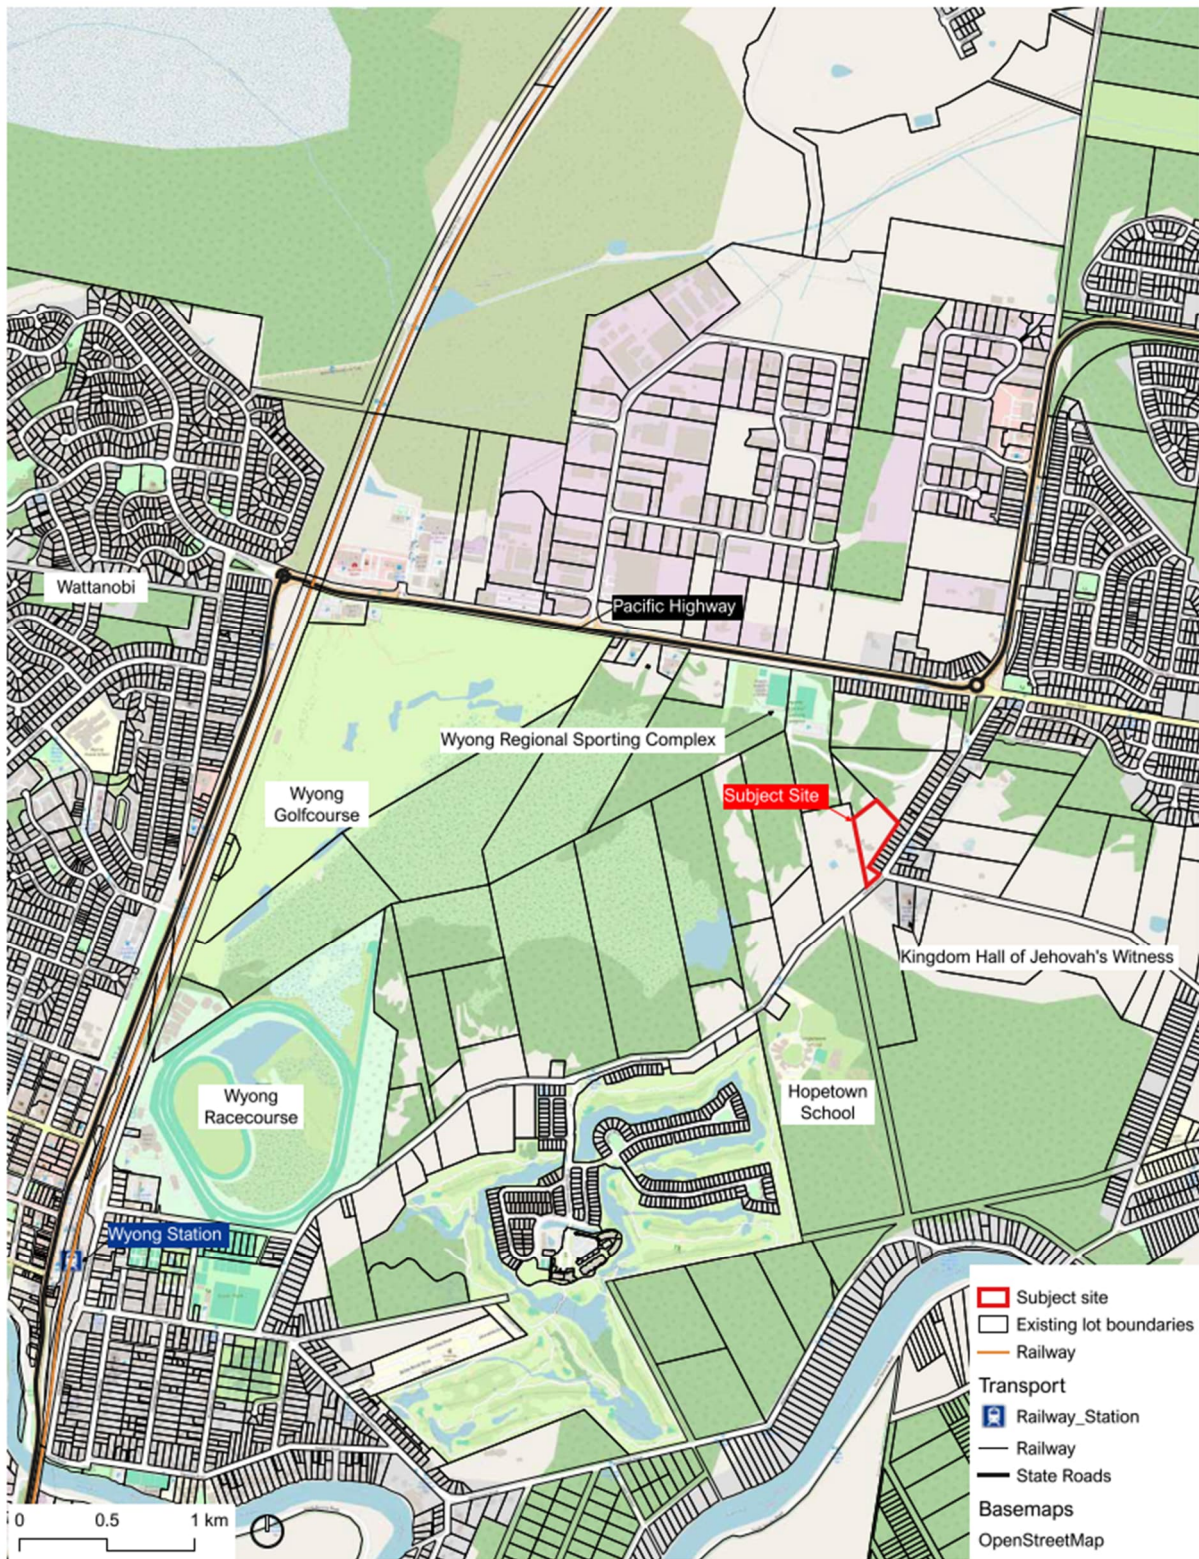 Wattanobi
Pacific Highway
Wyong Regional Sporting Complex
Wyong
Golfcourse
Subject Site
Kingdom Hall of Jehovah's Witness
Wyong
Racecourse
Hopetown
School
Wyong Station
Subject site
Existing lot boundaries
Railway
Transport
Railway_Station
Railway
State Roads
Basemaps
OpenStreetMap
0 0.5 1 km